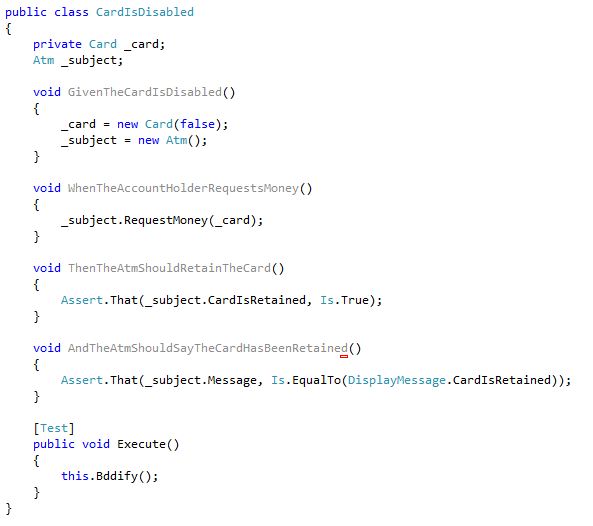 public class CardIsDisabled
{
    private Card _card;
    Atm _subject;

    void GivenTheCardIsDisabled()
    {
        _card = new Card(false);
        _subject = new Atm();
    }

    void WhenTheAccountHolderRequestsMoney()
    {
        _subject.RequestMoney(_card);
    }

    void ThenTheAtmShouldRetainTheCard()
    {
        Assert.That(_subject.CardIsRetained, Is.True);
    }

    void AndTheAtmShouldSayTheCardHasBeenRetained()
    {
        Assert.That(_subject.Message, Is.EqualTo(DisplayMessage.CardIsRetained));
    }

    [Test]
    public void Execute()
    {
        this.Bddify();
    }
}